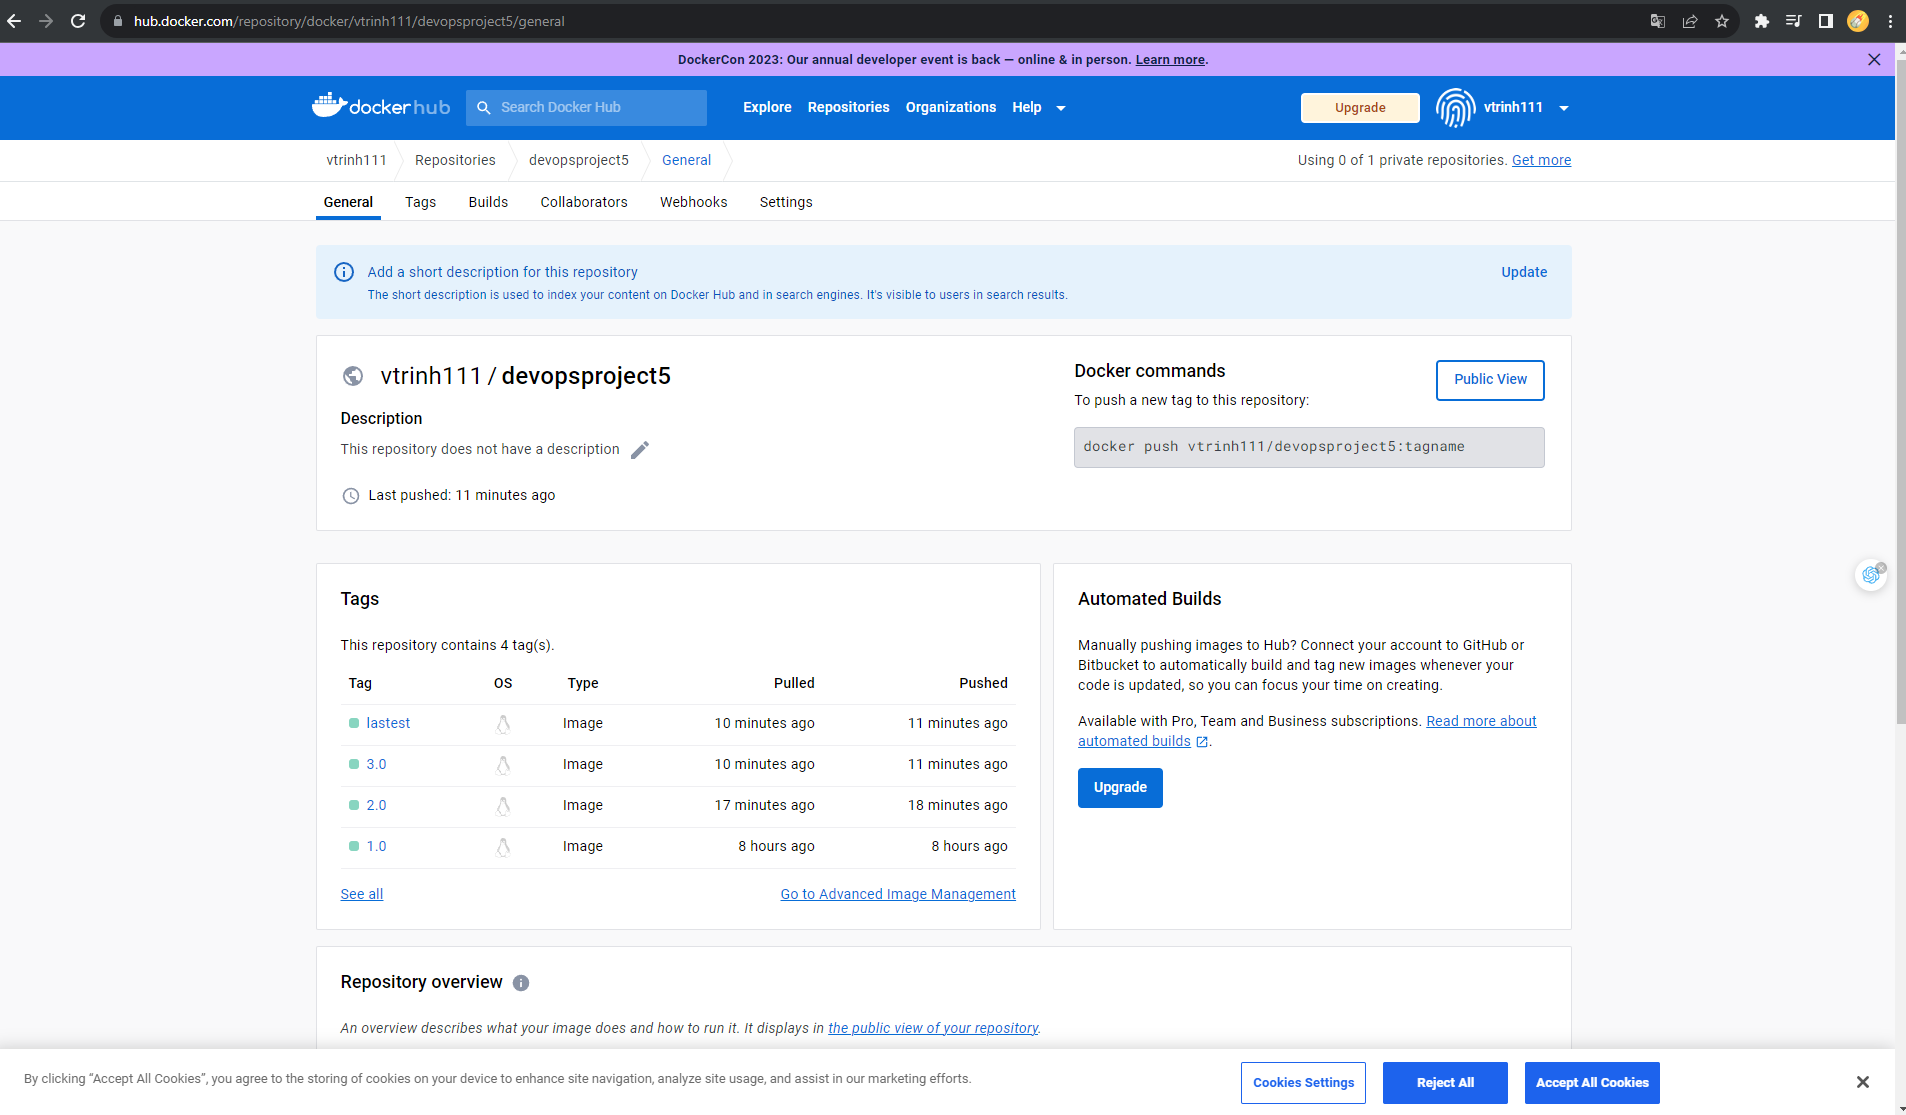 hub.docker.com/repository/docker/vtrinh111/devopsproject5/general
DockerCon 2023: Our annual developer event is back — online & in person. Learn more.
docker hub
Search Docker Hub
Explore
Repositories
Organizations
Help
Upgrade
vtrinh111
vtrinh111
Repositories
devopsproject5
General
Using 0 of 1 private repositories. Get more
General
Tags
Builds
Collaborators
Webhooks
Settings
Add a short description for this repository
Update
The short description is used to index your content on Docker Hub and in search engines. It's visible to users in search results.
vtrinh111 / devopsproject5
Description
This repository does not have a description
Last pushed: 11 minutes ago
Docker commands
Public View
To push a new tag to this repository:
docker push vtrinh111/devopsproject5:tagname
Tags
This repository contains 4 tag(s).
Tag OS Type Pulled Pushed
lastest Image 10 minutes ago 11 minutes ago
3.0 Image 10 minutes ago 11 minutes ago
2.0 Image 17 minutes ago 18 minutes ago
1.0 Image 8 hours ago 8 hours ago
See all
Go to Advanced Image Management
Automated Builds
Manually pushing images to Hub? Connect your account to GitHub or
Bitbucket to automatically build and tag new images whenever your
code is updated, so you can focus your time on creating.
Available with Pro, Team and Business subscriptions. Read more about
automated builds.
Upgrade
Repository overview
An overview describes what your image does and how to run it. It displays in the public view of your repository.
By clicking “Accept All Cookies”, you agree to the storing of cookies on your device to enhance site navigation, analyze site usage, and assist in our marketing efforts.
Cookies Settings
Reject All
Accept All Cookies